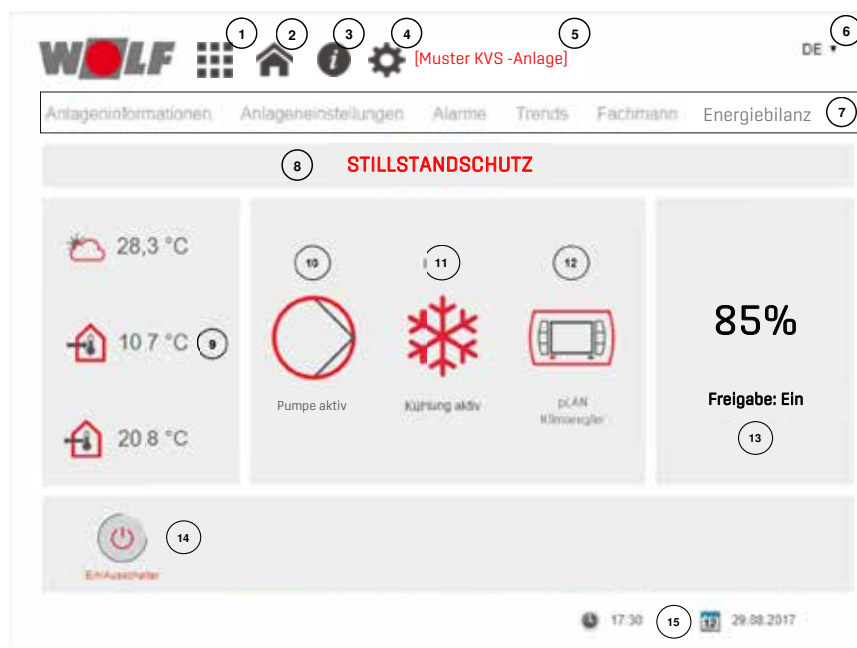 1 2 3 4 5 6
WOLF [Muster KVS -Anlage] DE
Anlageninformationen Anlageneinstellungen Alarme Trends Fachmann Energiebilanz 7
8 STILLSTANDSCHUTZ
28,3 °C
10 11 12
10 7 °C 9
85%
Pumpe aktiv Kühlung aktiv pLAN
Klimaregler
Freigabe: Ein
20 8 °C
13
14
Ein/Ausschalter
17:30 15 12 29.08.2017